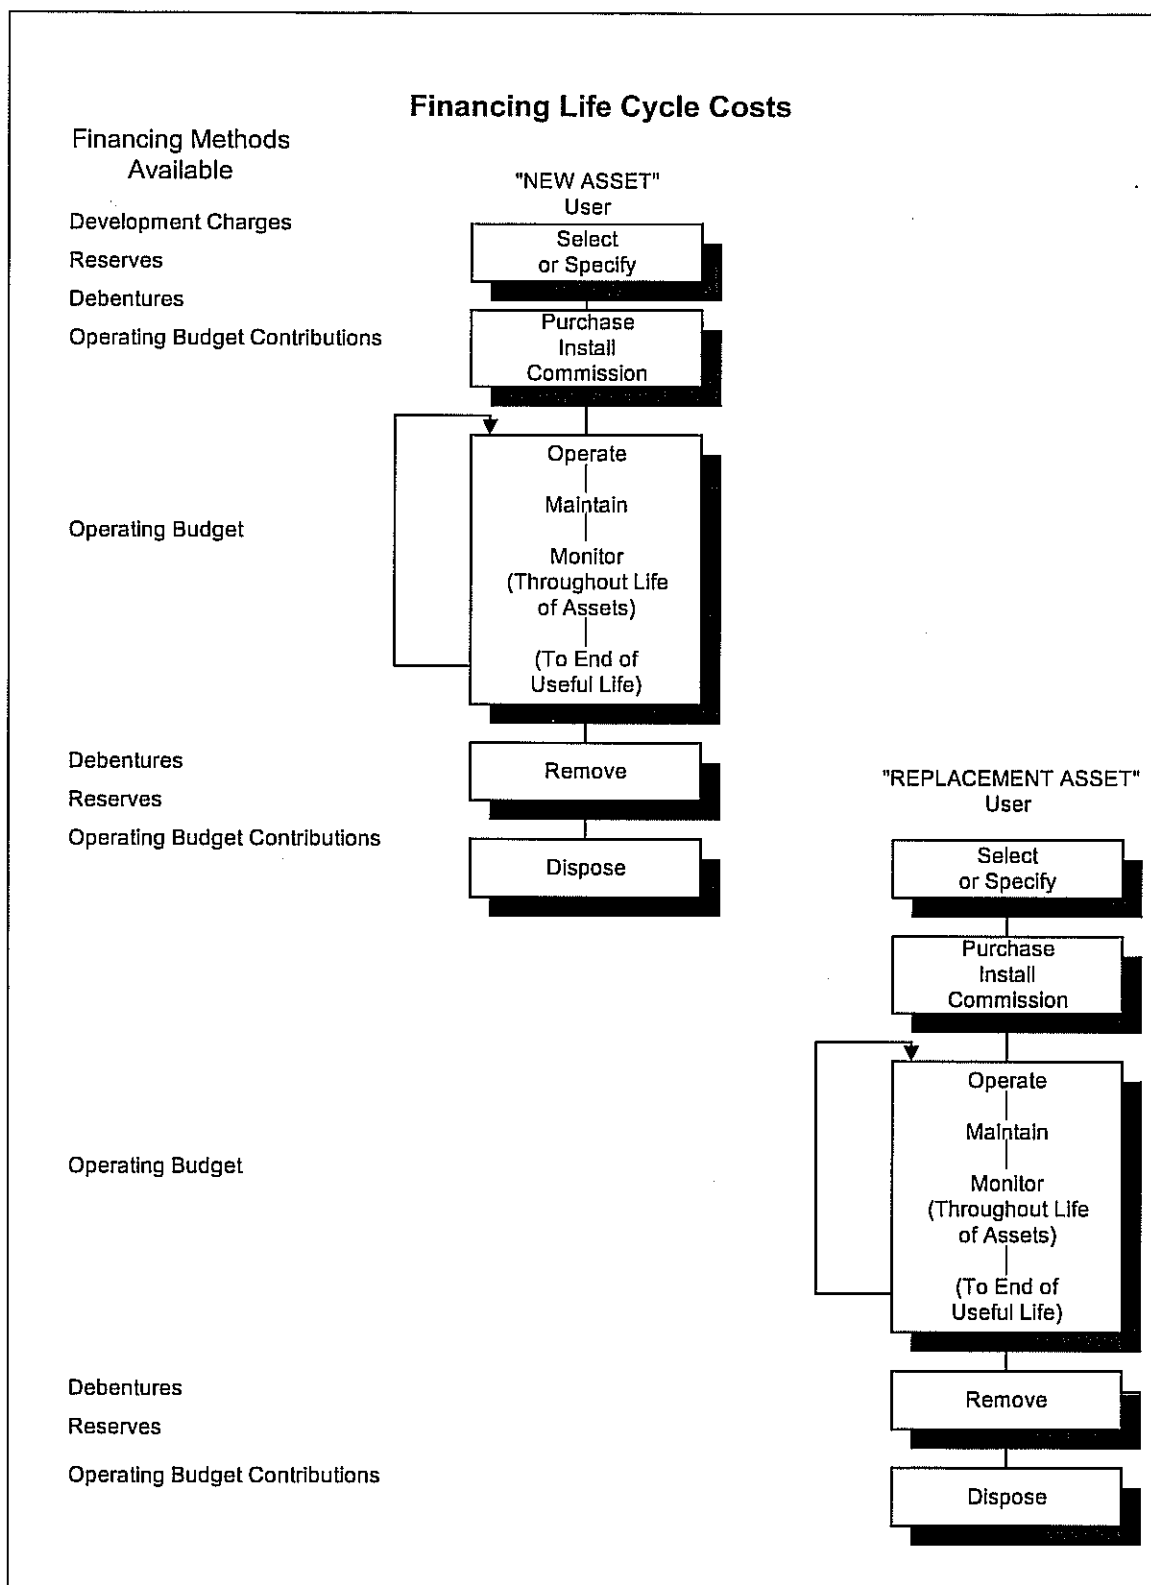 Financing Life Cycle Costs
Financing Methods
Available
"NEW ASSET"
User
Development Charges
Reserves
Debentures
Operating Budget Contributions
Select
or Specify
Purchase
Install
Commission
Operate
Maintain
Monitor
(Throughout Life
of Assets)
(To End of
Useful Life)
Operating Budget
Remove
Dispose
Debentures
Reserves
Operating Budget Contributions
"REPLACEMENT ASSET"
User
Select
or Specify
Purchase
Install
Commission
Operate
Maintain
Monitor
(Throughout Life
of Assets)
(To End of
Useful Life)
Operating Budget
Remove
Dispose
Debentures
Reserves
Operating Budget Contributions